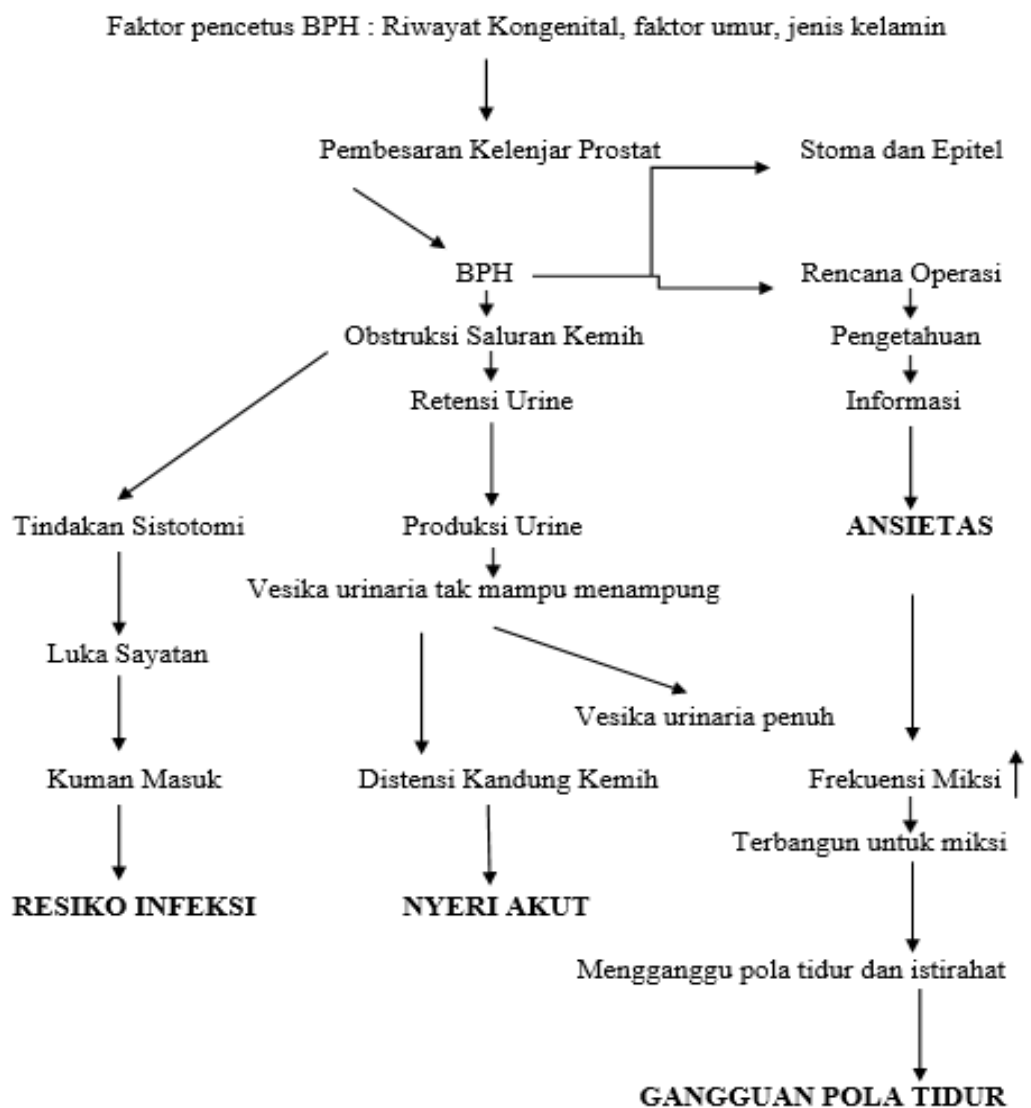 Faktor pencetus BPH : Riwayat Kongenital, faktor umur, jenis kelamin
Pembesaran Kelenjar Prostat
Stoma dan Epitel
BPH
Rencana Operasi
Obstruksi Saluran Kemih
Pengetahuan
Retensi Urine
Informasi
Tindakan Sistotomi
Produksi Urine
ANSIETAS
Vesika urinaria tak mampu menampung
Luka Sayatan
Vesika urinaria penuh
Kuman Masuk
Distensi Kandung Kemih
Frekuensi Miksi
Terbangun untuk miksi
RESIKO INFEKSI
NYERI AKUT
Mengganggu pola tidur dan istirahat
GANGGUAN POLA TIDUR